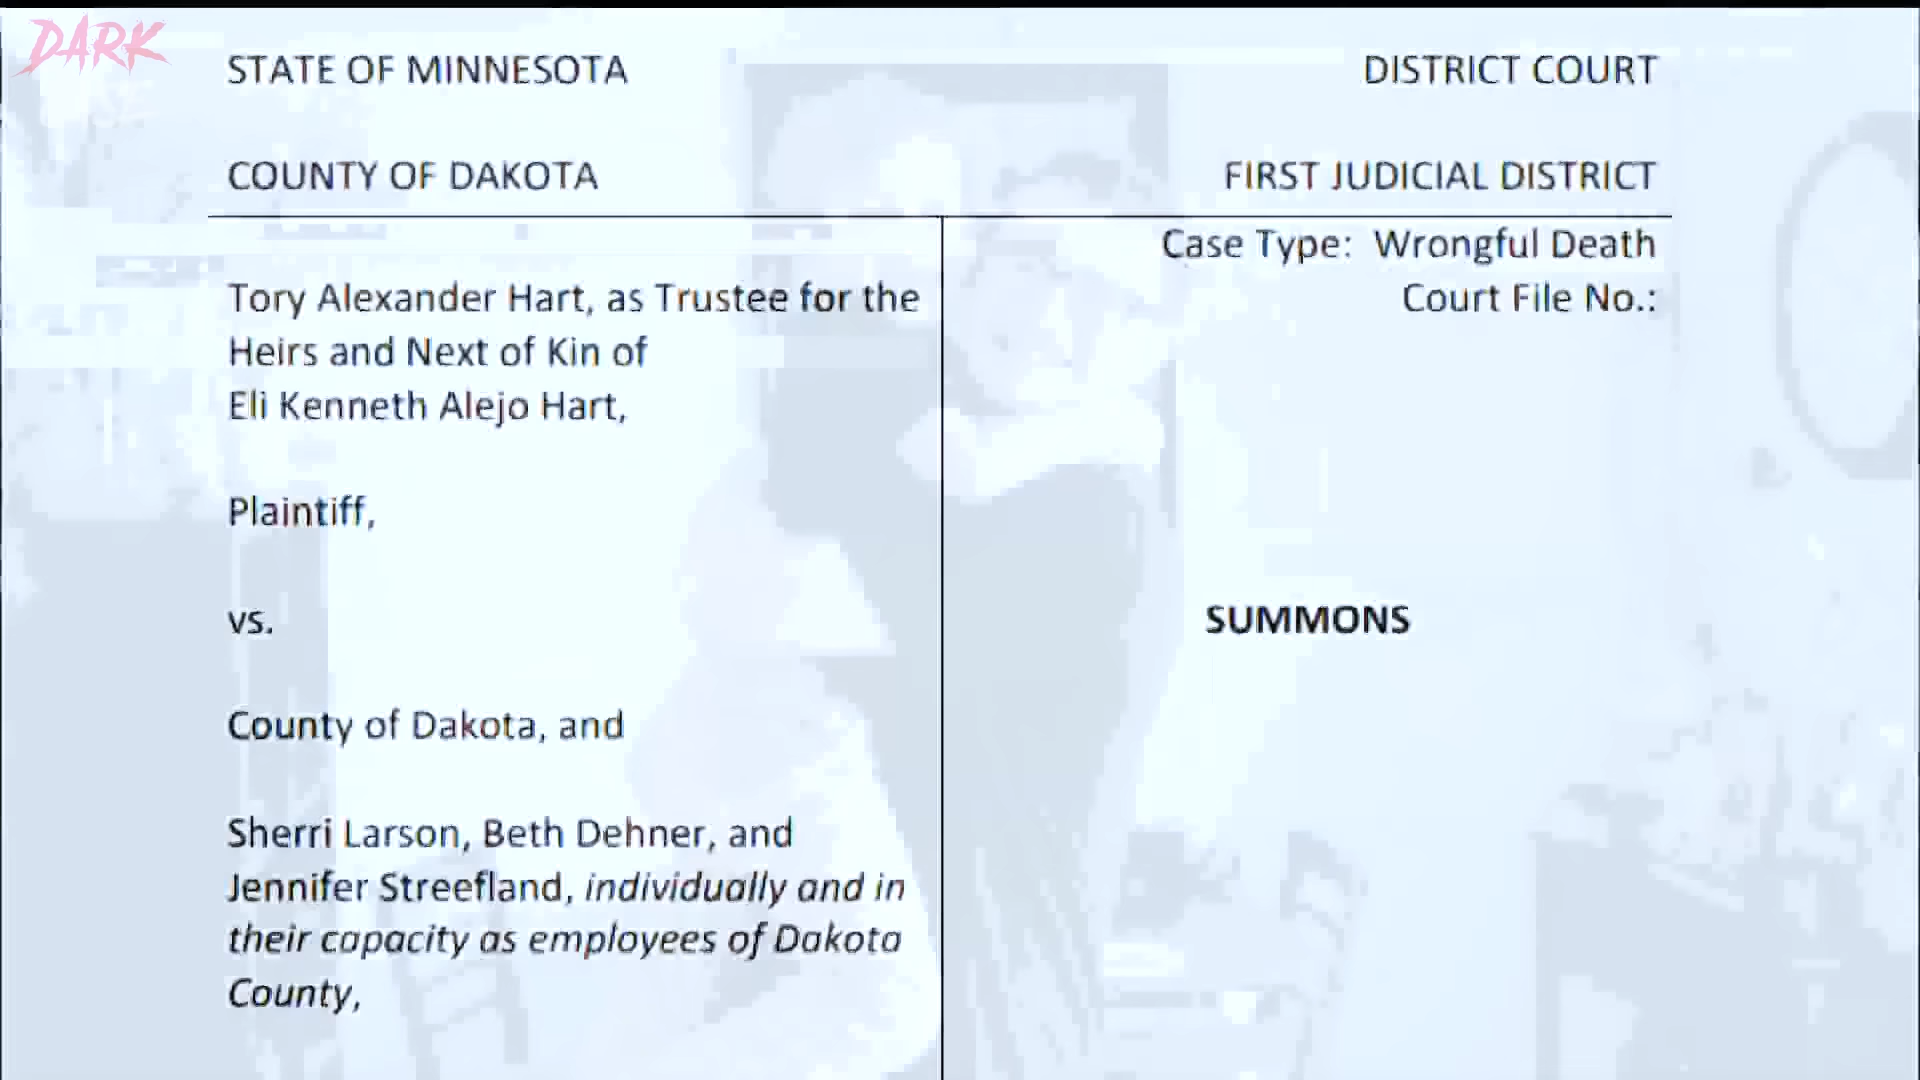 DARK
STATE OF MINNESOTA
DISTRICT COURT
COUNTY OF DAKOTA
FIRST JUDICIAL DISTRICT
Case Type: Wrongful Death
Court File No.:
Tory Alexander Hart, as Trustee for the
Heirs and Next of Kin of
Eli Kenneth Alejo Hart,
Plaintiff,
vs.
SUMMONS
County of Dakota, and
Sherri Larson, Beth Dehner, and
Jennifer Streefland, individually and in
their capacity as employees of Dakota
County,